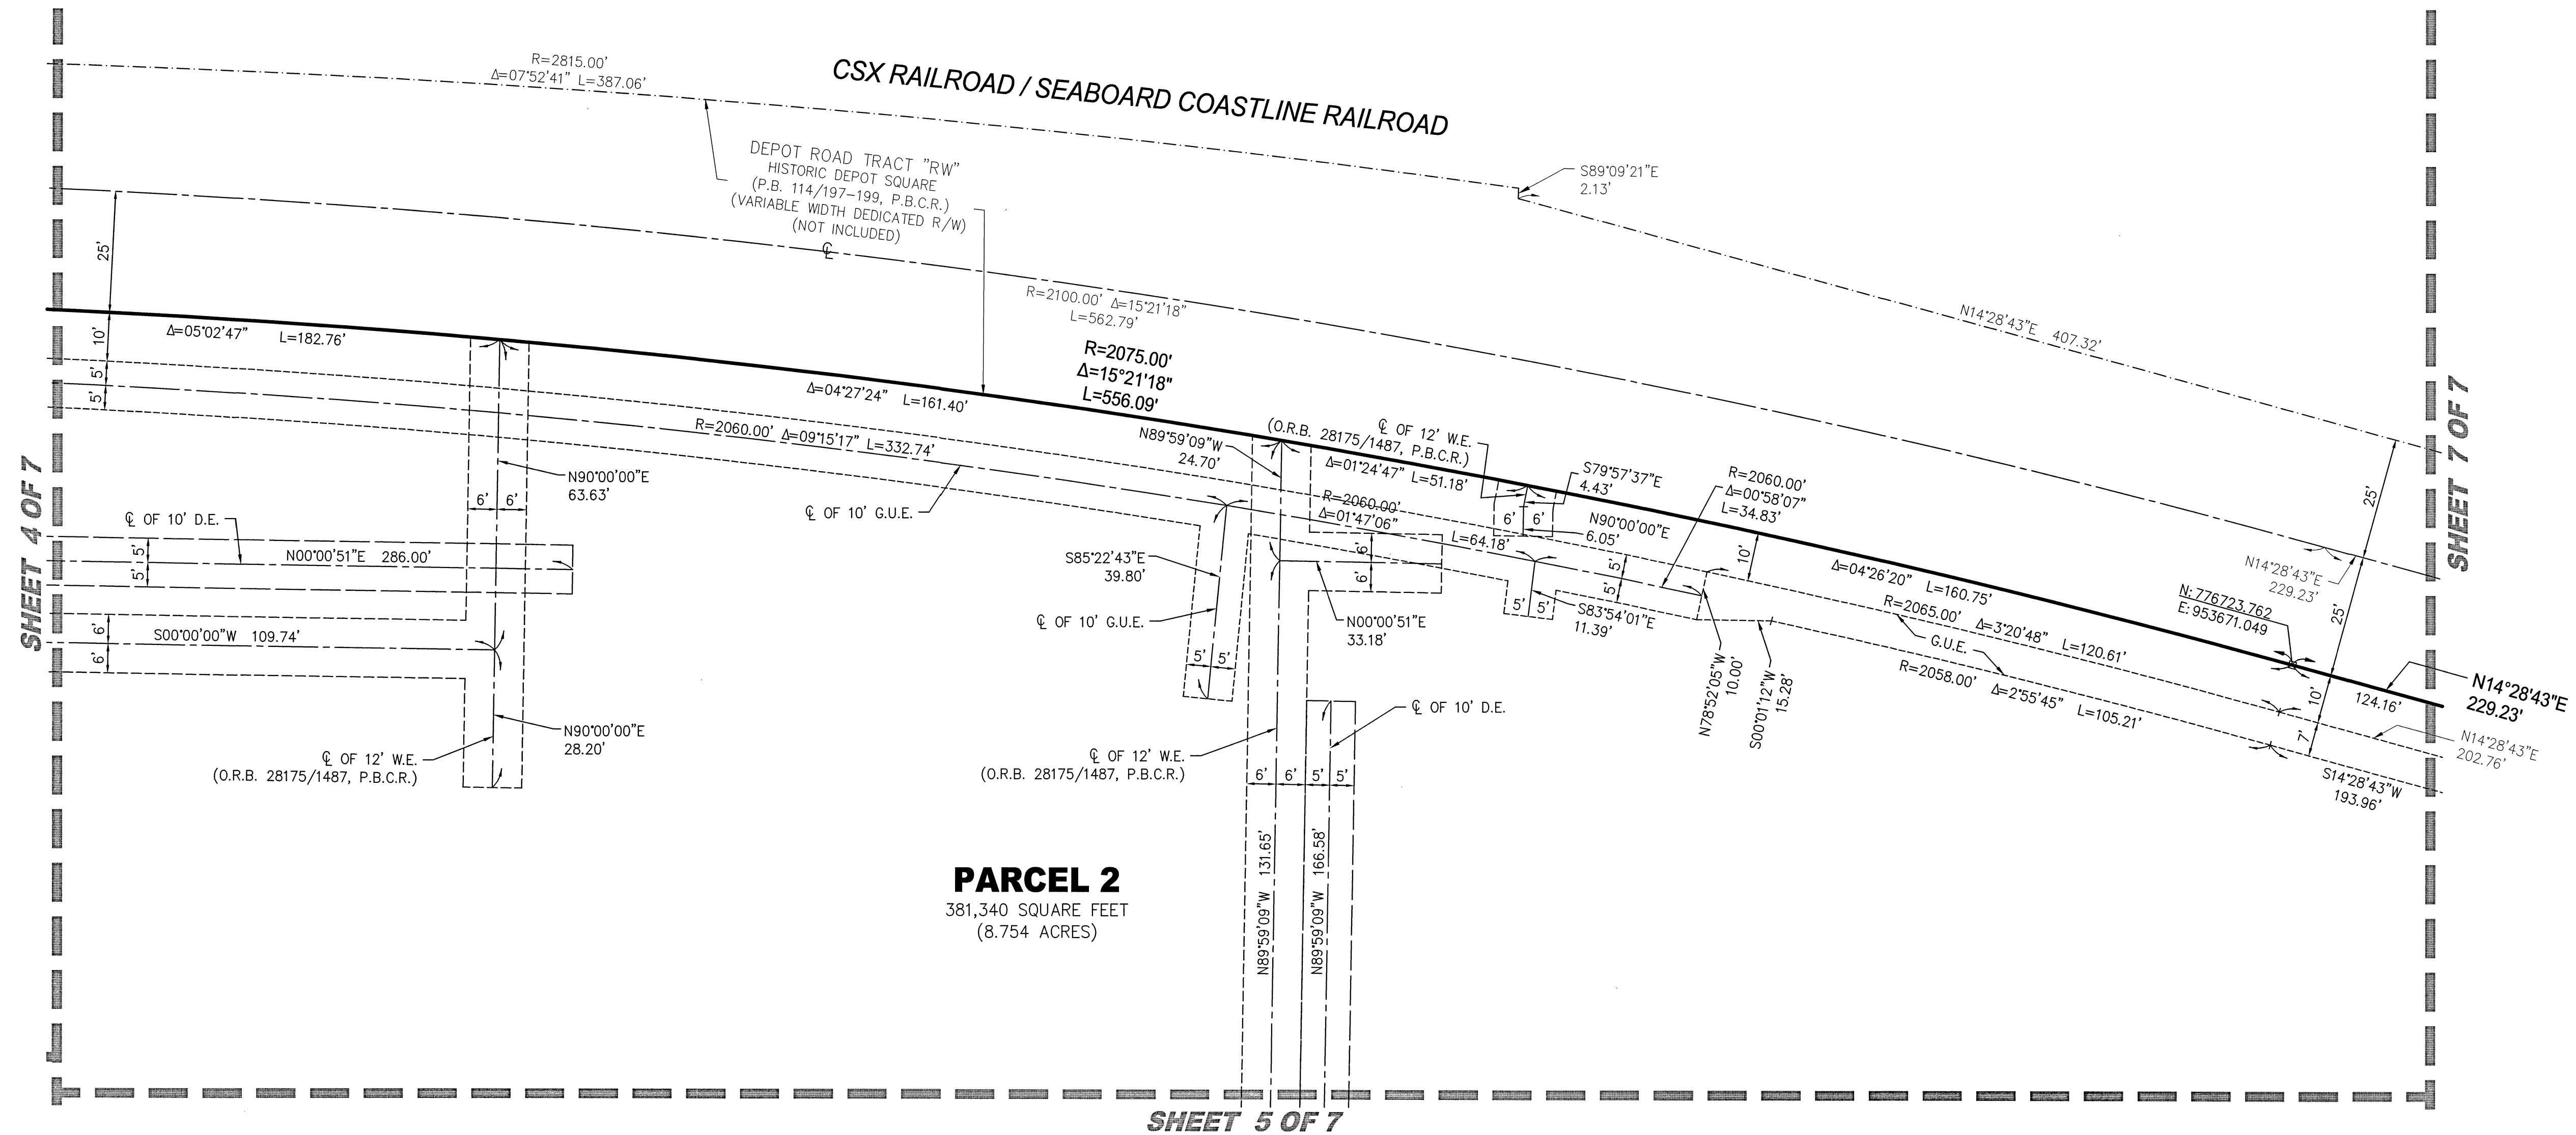 R=2815.00'
Δ=07°52'41" L=387.06'
CSX RAILROAD / SEABOARD COASTLINE RAILROAD
DEPOT ROAD TRACT "RW"
HISTORIC DEPOT SQUARE
(P.B. 114/197-199, P.B.C.R.)
(VARIABLE WIDTH DEDICATED R/W)
(NOT INCLUDED)
S89°09'21"E
2.13'
N14°28'43"E 407.32'
25'
℄
R=2100.00' Δ=15°21'18"
L=562.79'
R=2075.00'
Δ=15°21'18"
L=556.09'
10'
5'
5'
Δ=05°02'47" L=182.76'
Δ=04°27'24" L=161.40'
R=2060.00' Δ=09°15'17" L=332.74'
℄ OF 10' G.U.E.
N90°00'00"E
63.63'
6' 6'
℄ OF 10' D.E.
5'
5'
N00°00'51"E 286.00'
6'
6'
S00°00'00"W 109.74'
N90°00'00"E
28.20'
℄ OF 12' W.E.
(O.R.B. 28175/1487, P.B.C.R.)
SHEET 4 OF 7
N89°59'09"W
24.70'
℄ OF 12' W.E.
(O.R.B. 28175/1487, P.B.C.R.)
Δ=01°24'47" L=51.18'
S79°57'37"E
4.43'
R=2060.00'
Δ=01°47'06"
L=64.18'
6' 6'
N90°00'00"E
6.05'
R=2060.00'
Δ=00°58'07"
L=34.83'
6'
6'
5'
5'
10'
S85°22'43"E
39.80'
℄ OF 10' G.U.E.
5' 5'
N00°00'51"E
33.18'
5' 5'
S83°54'01"E
11.39'
N78°52'05"W
10.00'
S00°01'12"W
15.28'
Δ=04°26'20" L=160.75'
R=2065.00' Δ=3°20'48" L=120.61'
G.U.E.
R=2058.00' Δ=2°55'45" L=105.21'
N: 776723.762
E: 953671.049
N14°28'43"E
229.23'
25'
25'
10'
7'
124.16'
N14°28'43"E
229.23'
N14°28'43"E
202.76'
S14°28'43"W
193.96'
SHEET 7 OF 7
℄ OF 10' D.E.
℄ OF 12' W.E.
(O.R.B. 28175/1487, P.B.C.R.)
6' 6' 5' 5'
N89°59'09"W 131.65'
N89°59'09"W 166.58'
PARCEL 2
381,340 SQUARE FEET
(8.754 ACRES)
SHEET 5 OF 7